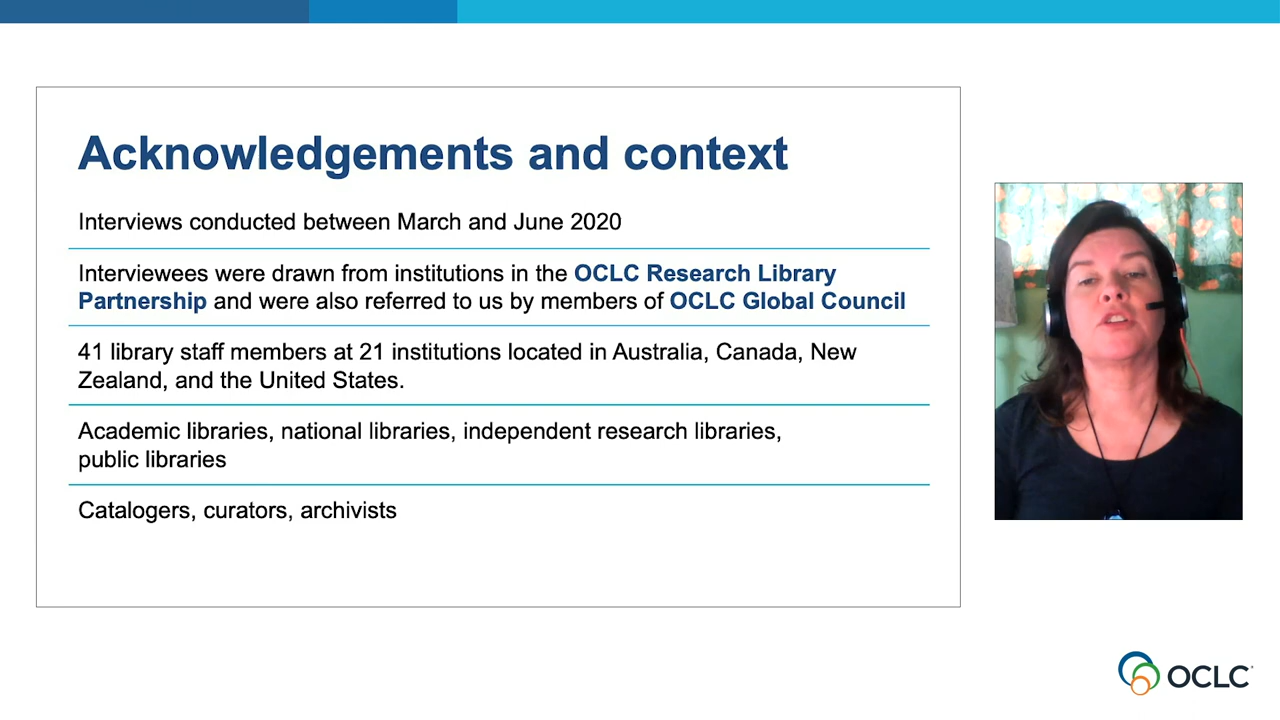 Acknowledgements and context
Interviews conducted between March and June 2020
Interviewees were drawn from institutions in the OCLC Research Library
Partnership and were also referred to us by members of OCLC Global Council
41 library staff members at 21 institutions located in Australia, Canada, New
Zealand, and the United States.
Academic libraries, national libraries, independent research libraries,
public libraries
Catalogers, curators, archivists
OCLC